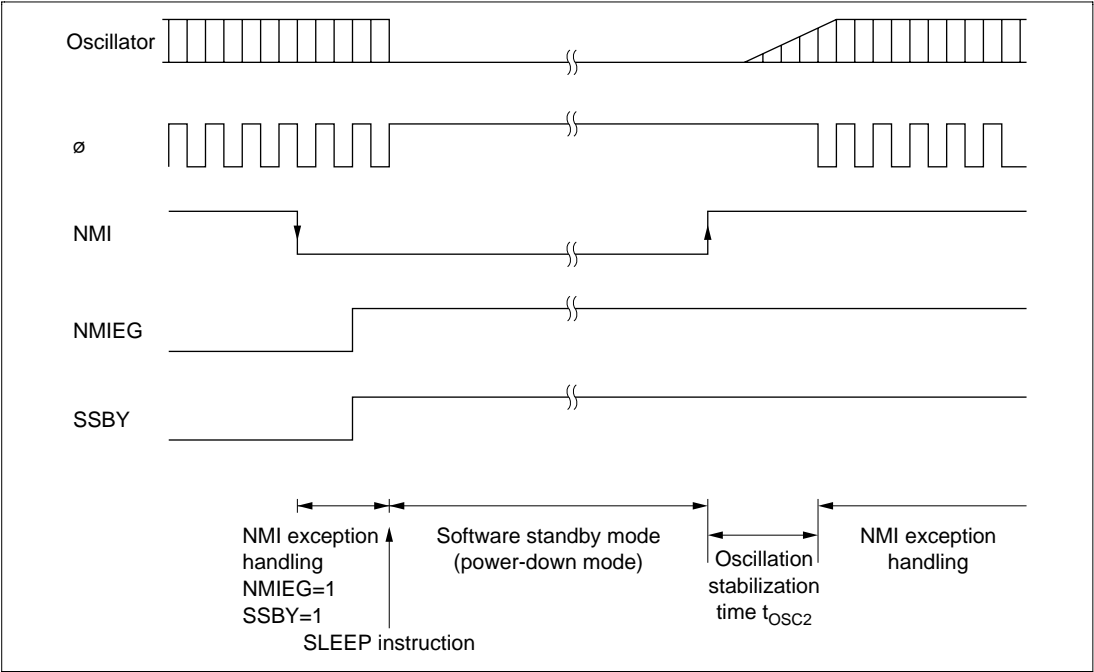 Oscillator
ø
NMI
NMIEG
SSBY
NMI exception
handling
NMIEG=1
SSBY=1
SLEEP instruction
Software standby mode
(power-down mode)
Oscillation
stabilization
time tOSC2
NMI exception
handling